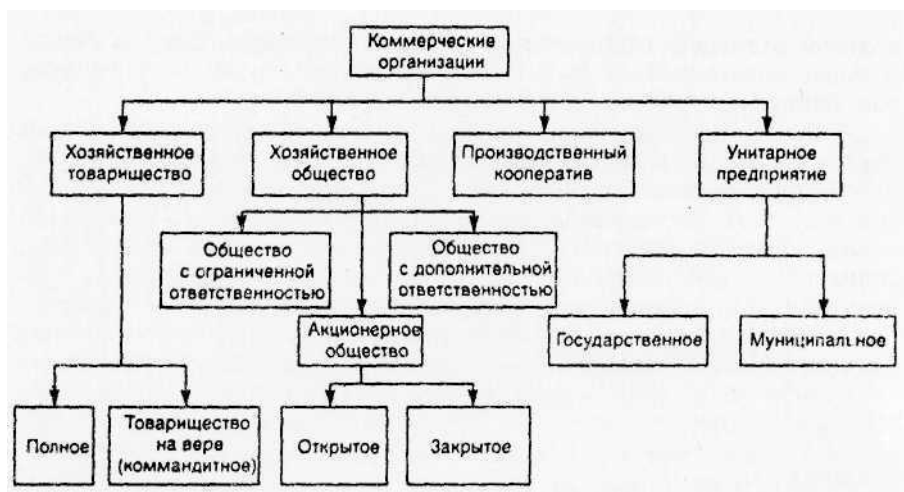 Коммерческие
организации
Хозяйственное
товарищество
Хозяйственное
общество
Производственный
кооператив
Унитарное
предприятие
Общество
с ограниченной
ответственностью
Общество
с дополнительной
ответственностью
Акционерное
общество
Государственное
Муниципальное
Полное
Товарищество
на вере
(коммандитное)
Открытое
Закрытое